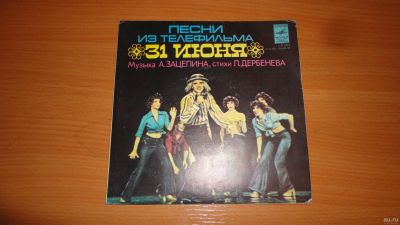 ПЕСНИ
ИЗ ТЕЛЕФИЛЬМА
31 ИЮНЯ
Музыка А.ЗАЦЕПИНА, стихи Л.ДЕРБЕНЕВА